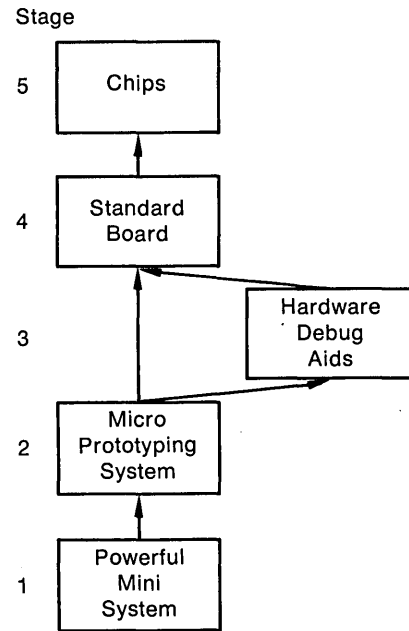 Stage
5
Chips
4
Standard
Board
3
Hardware
Debug
Aids
2
Micro
Prototyping
System
1
Powerful
Mini
System